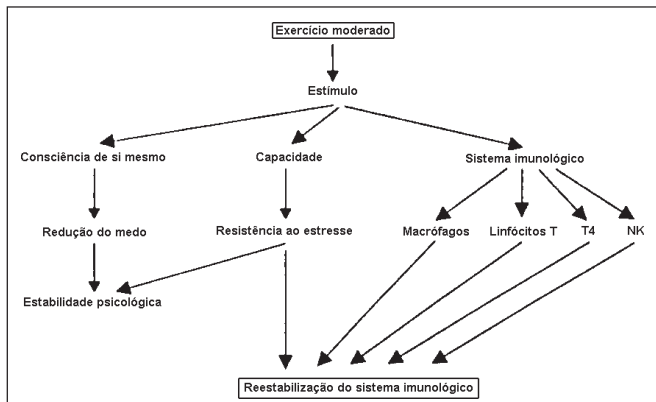 Exercício moderado
Estímulo
Consciência de si mesmo
Capacidade
Sistema imunológico
Redução do medo
Resistência ao estresse
Macrófagos
Linfócitos T
T4
NK
Estabilidade psicológica
Reestabilização do sistema imunológico